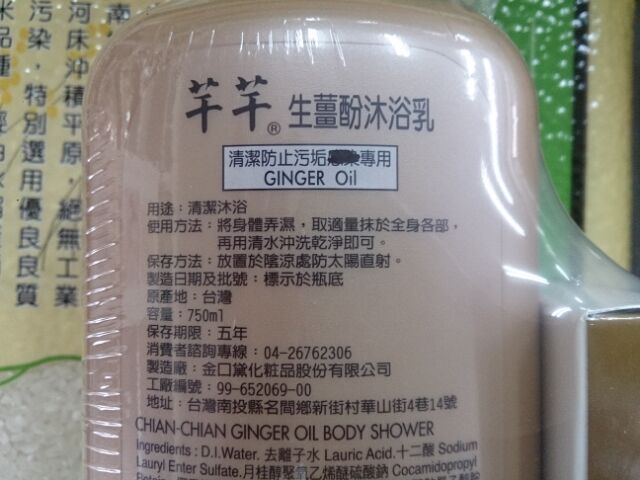 南
河床沖積平原，絕無工業
污染，特別選用優良良質
米品種
芊芊® 生薑酚沐浴乳
清潔防止污垢 專用
GINGER Oil
用途：清潔沐浴
使用方法：將身體弄濕，取適量抹於全身各部，
再用清水沖洗乾淨即可。
保存方法：放置於陰涼處防太陽直射。
製造日期及批號：標示於瓶底
原產地：台灣
容量：750ml
保存期限：五年
消費者諮詢專線：04-26762306
製造廠：金口黛化粧品股份有限公司
工廠編號：99-652069-00
地址：台灣南投縣名間鄉新街村華山街4巷14號
CHIAN-CHIAN GINGER OIL BODY SHOWER
Ingredients : D.I.Water. 去離子水 Lauric Acid.十二酸 Sodium
Lauryl Enter Sulfate.月桂醇聚氧乙烯醚硫酸鈉 Cocamidopropyl